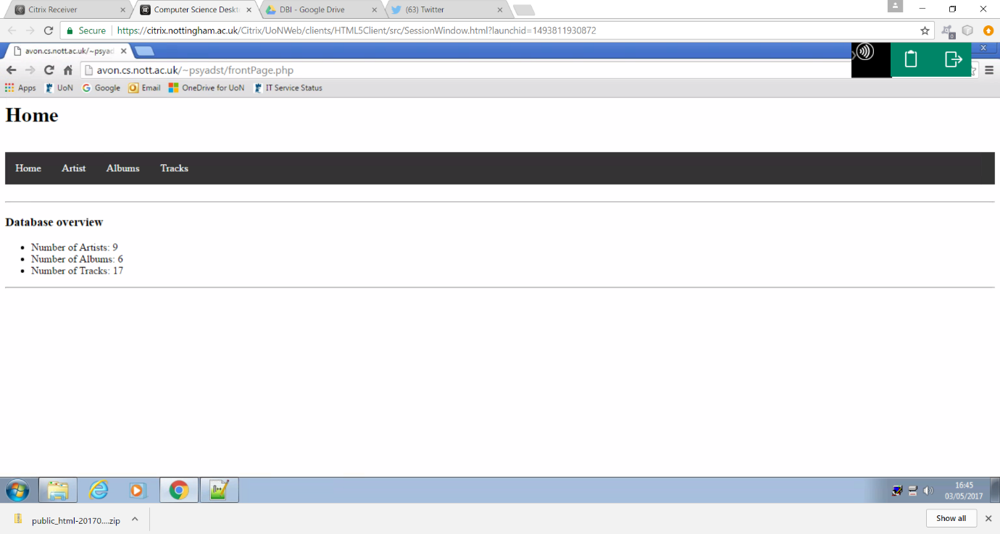 Citrix Receiver
Computer Science Deskt
DBI - Google Drive
(63) Twitter
Secure
https://citrix.nottingham.ac.uk/Citrix/UoNWeb/clients/HTML5Client/src/SessionWindow.html?launchid=1493811930872
0
avon.cs.nott.ac.uk/~psyad
avon.cs.nott.ac.uk/~psyadst/frontPage.php
Apps
UoN
Google
Email
OneDrive for UoN
IT Service Status
Home
Home
Artist
Albums
Tracks
Database overview
Number of Artists: 9
Number of Albums: 6
Number of Tracks: 17
16:45
03/05/2017
public_html-20170....zip
Show all